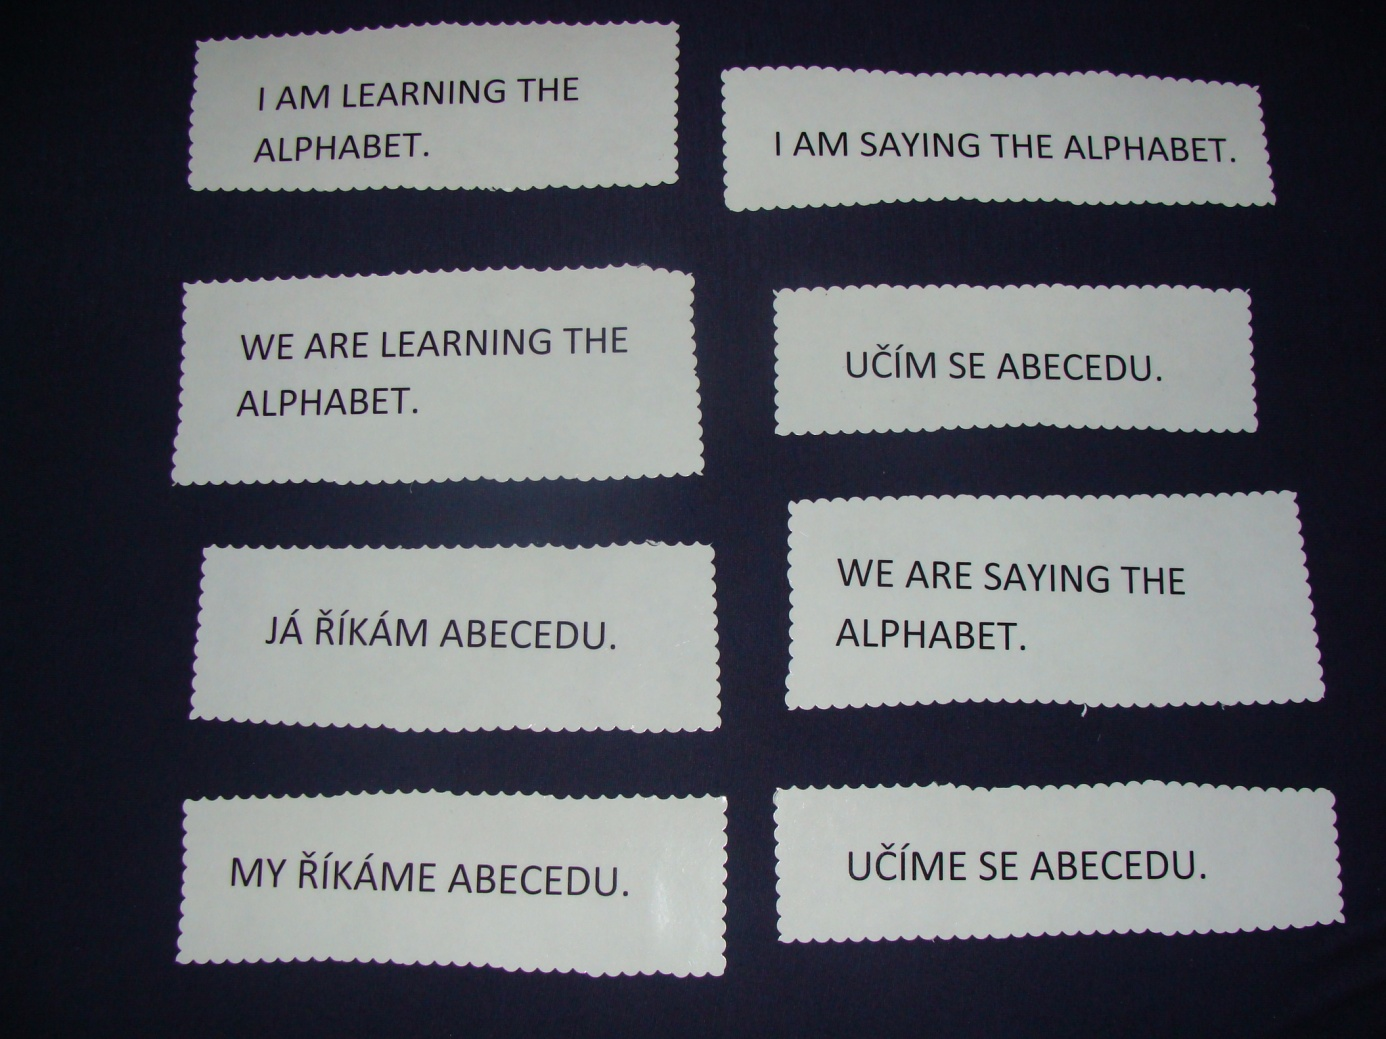 I AM LEARNING THE
ALPHABET.
I AM SAYING THE ALPHABET.
WE ARE LEARNING THE
ALPHABET.
UČÍM SE ABECEDU.
JÁ ŘÍKÁM ABECEDU.
WE ARE SAYING THE
ALPHABET.
MY ŘÍKÁME ABECEDU.
UČÍME SE ABECEDU.